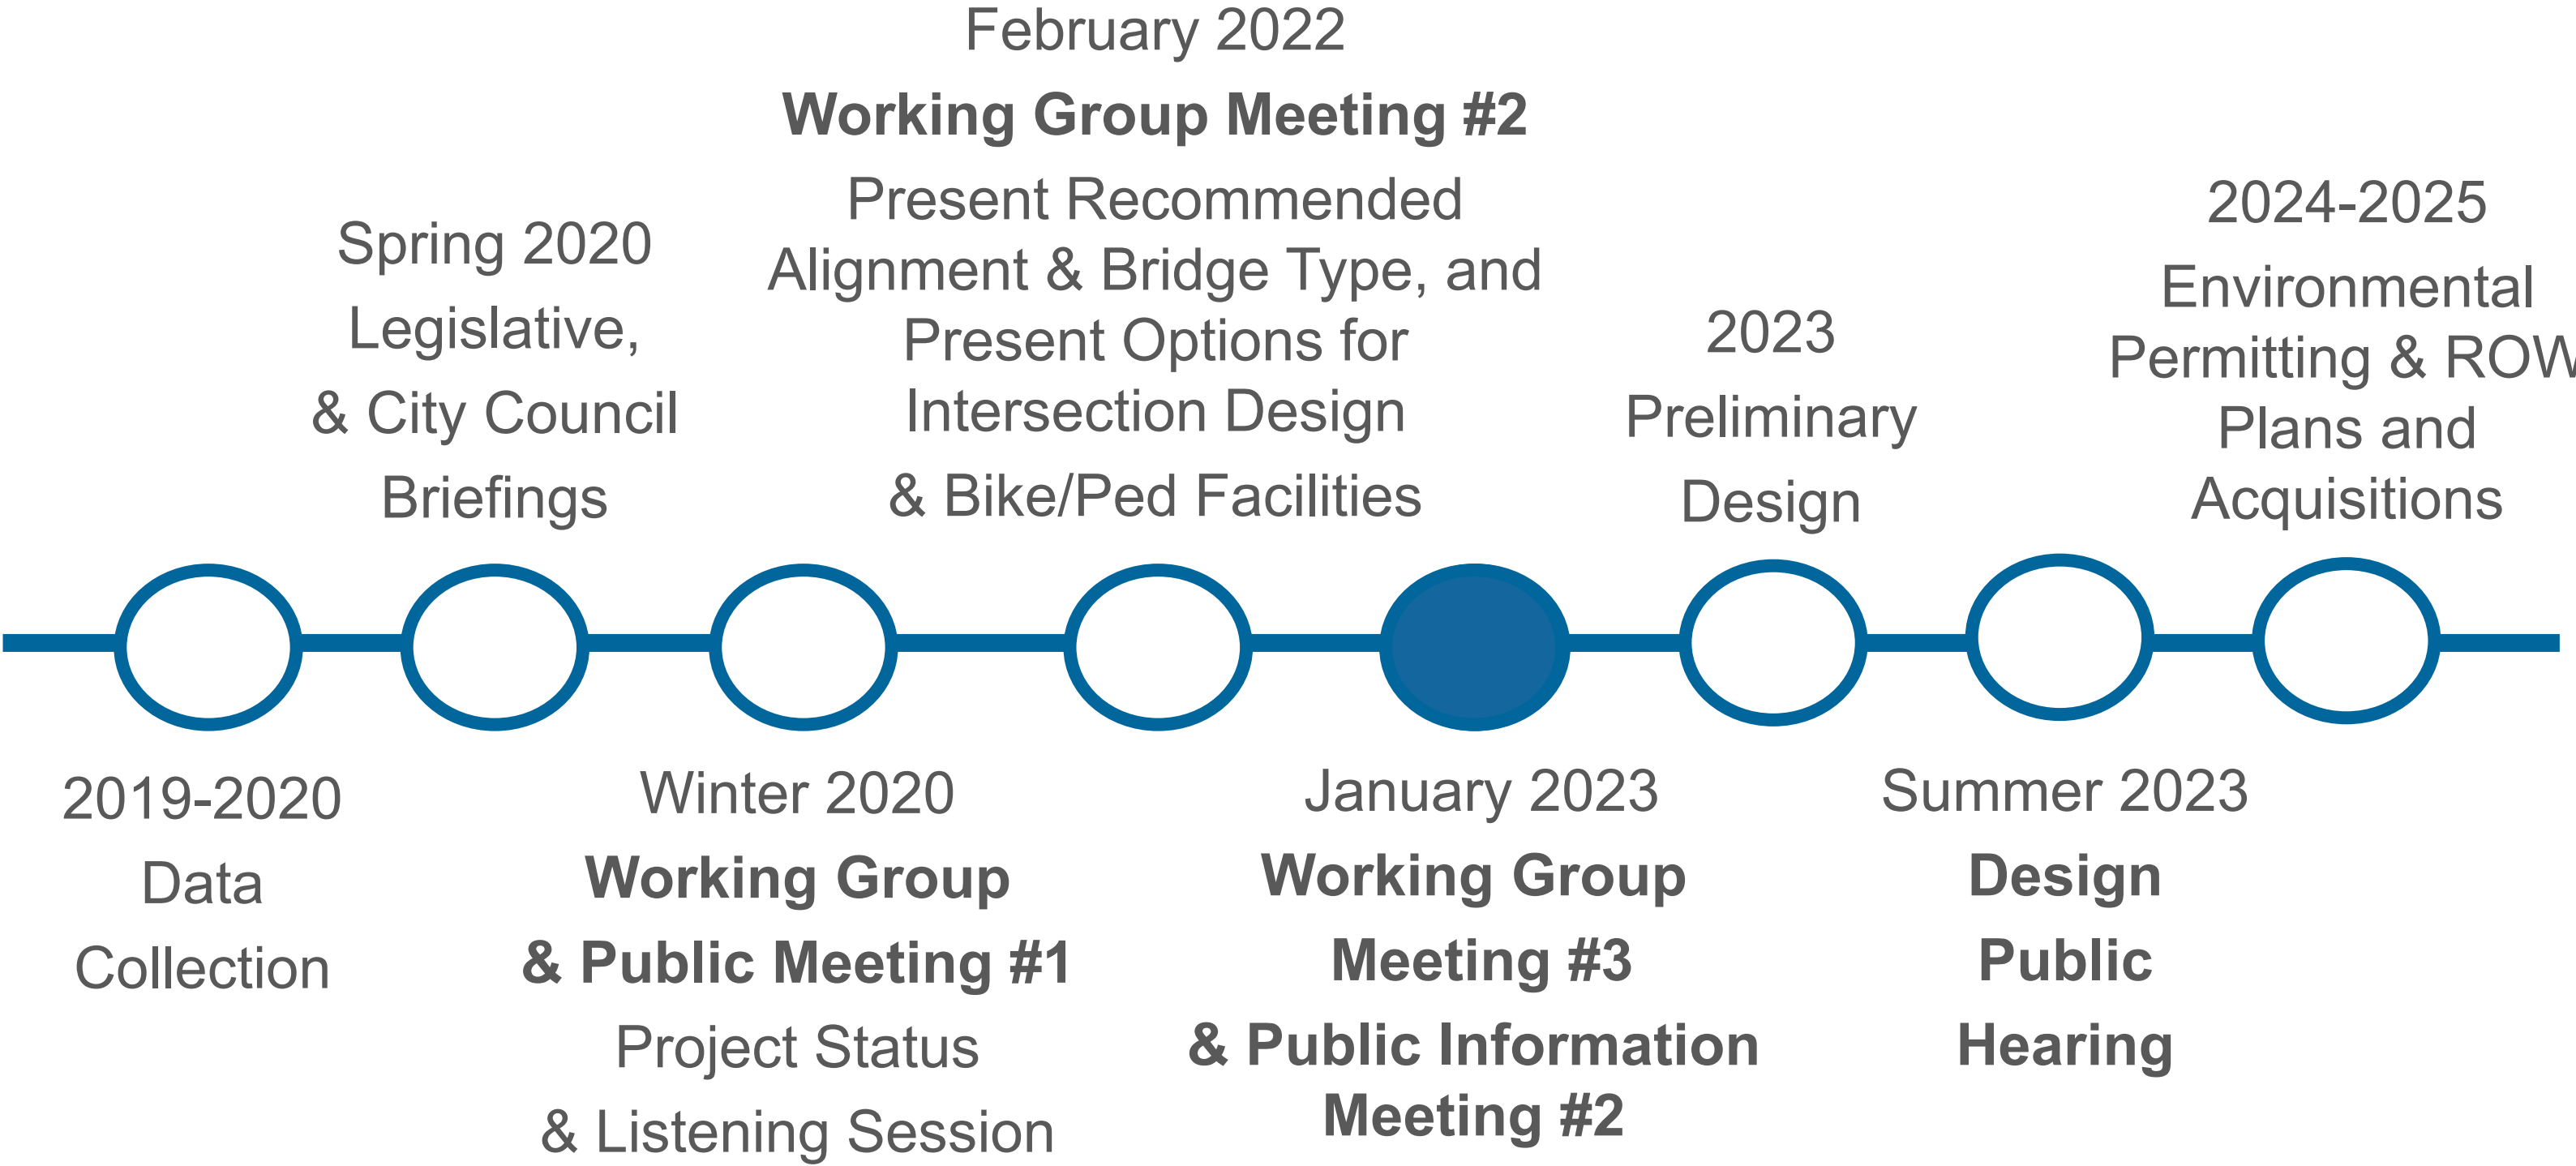 February 2022
Working Group Meeting #2
Present Recommended
Alignment & Bridge Type, and
Present Options for
Intersection Design
& Bike/Ped Facilities
Spring 2020
Legislative,
& City Council
Briefings
2023
Preliminary
Design
2024-2025
Environmental
Permitting & ROW
Plans and
Acquisitions
2019-2020
Data
Collection
Winter 2020
Working Group
& Public Meeting #1
Project Status
& Listening Session
January 2023
Working Group
Meeting #3
& Public Information
Meeting #2
Summer 2023
Design
Public
Hearing